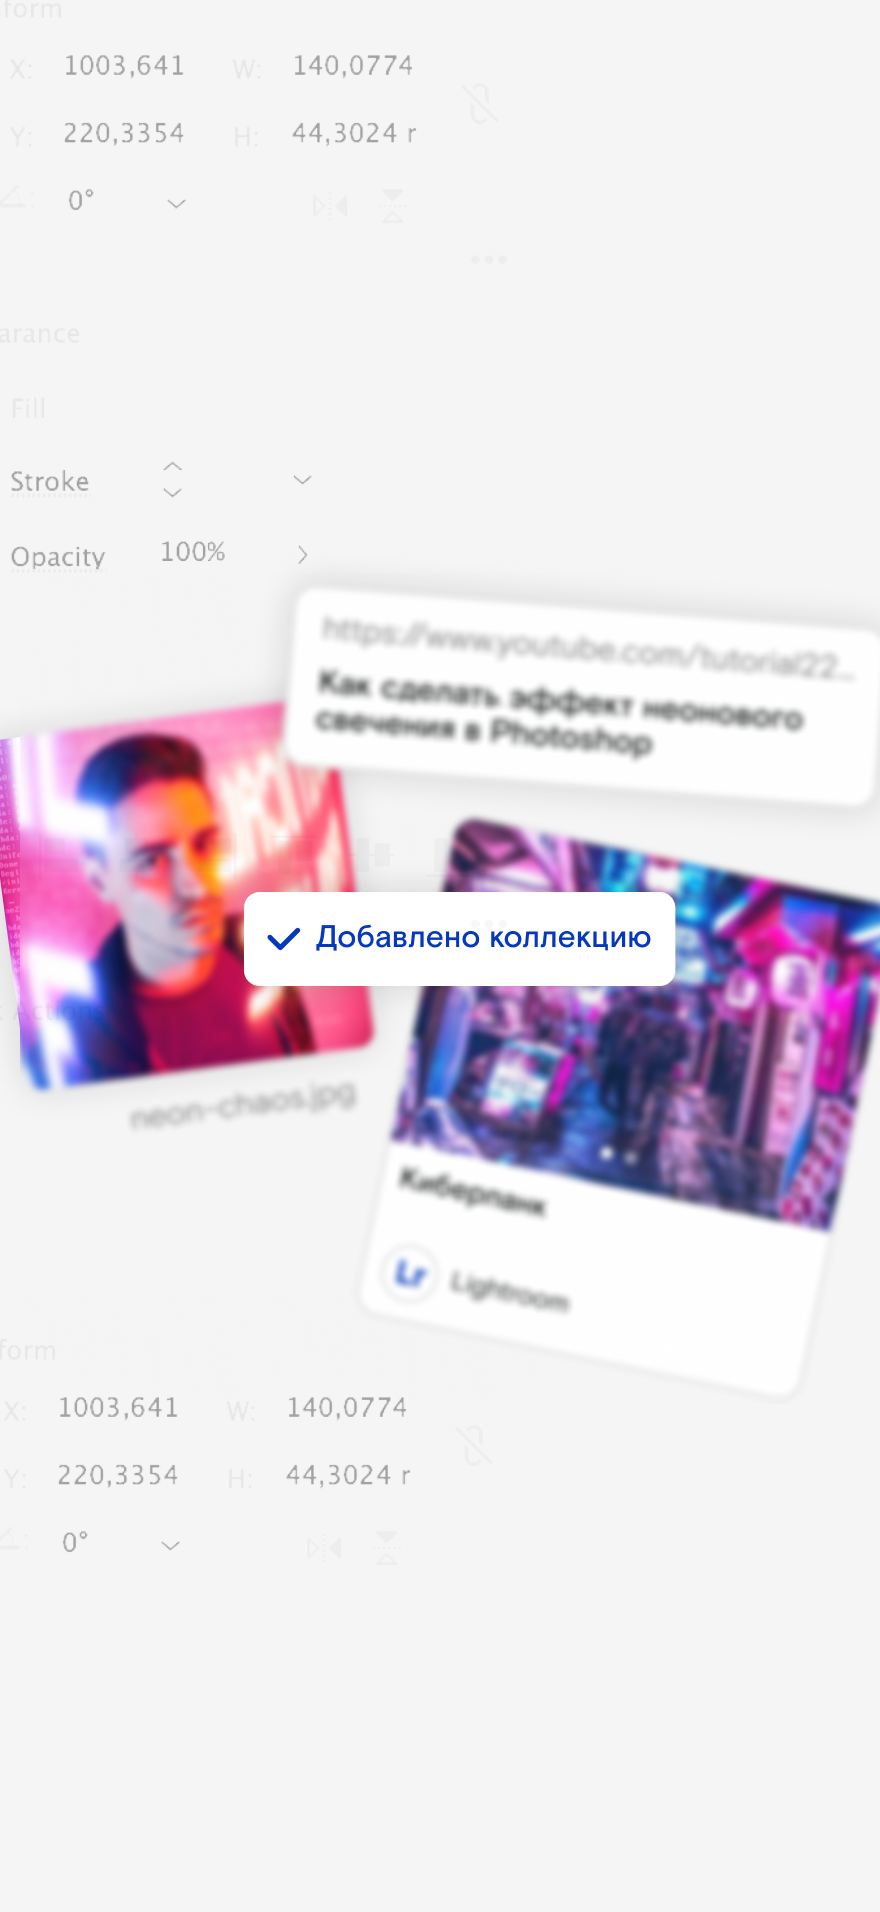 form
X: 1003,641 W: 140,0774
Y: 220,3354 H: 44,3024 r
0°
arance
Fill
Stroke
Opacity 100%
https://www.youtube.com/tutorial22...
Как сделать эффект неонового
свечения в Photoshop
Добавлено коллекцию
Action
neon-chaos.jpg
Киберпанк
Lr Lightroom
form
X: 1003,641 W: 140,0774
Y: 220,3354 H: 44,3024 r
0°